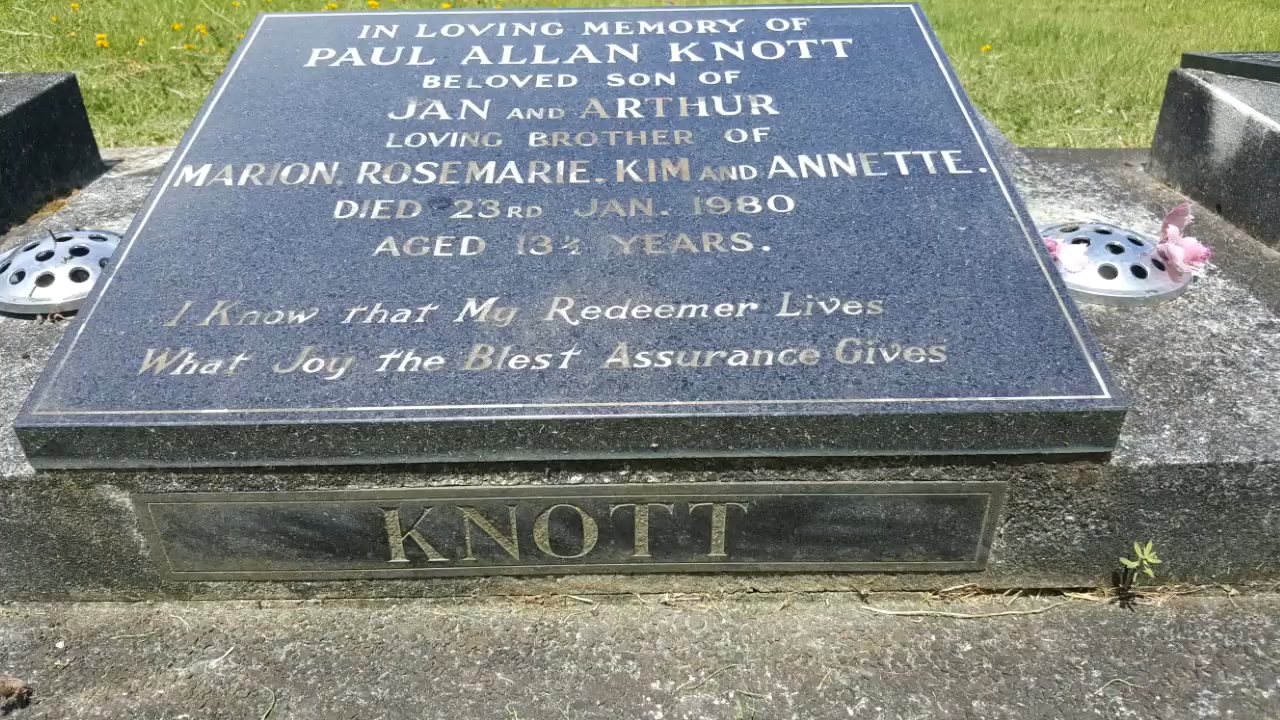 IN LOVING MEMORY OF
PAUL ALLAN KNOTT
BELOVED SON OF
JAN AND ARTHUR
LOVING BROTHER OF
MARION, ROSEMARIE, KIM AND ANNETTE.
DIED 23RD JAN. 1980
AGED 13½ YEARS.
I Know that My Redeemer Lives
What Joy the Blest Assurance Gives
KNOTT